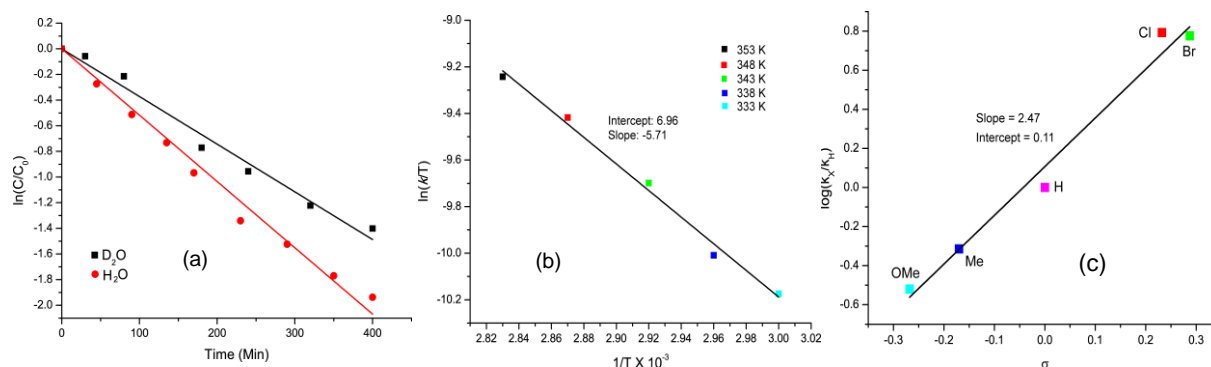 0.2
0.0
-0.2
-0.4
-0.6
-0.8
-1.0
-1.2
-1.4
-1.6
-1.8
-2.0
ln(C/C₀)
D₂O
H₂O
(a)
0 100 200 300 400
Time (Min)
-9.0
-9.2
-9.4
-9.6
-9.8
-10.0
-10.2
ln(k/T)
353 K
348 K
343 K
338 K
333 K
Intercept: 6.96
Slope: -5.71
(b)
2.82 2.84 2.86 2.88 2.90 2.92 2.94 2.96 2.98 3.00 3.02
1/T X 10⁻³
0.8
0.6
0.4
0.2
0.0
-0.2
-0.4
-0.6
log(κX/κH)
Cl
Br
Slope = 2.47
Intercept = 0.11
H
Me
OMe
(c)
-0.3 -0.2 -0.1 0.0 0.1 0.2 0.3
σ